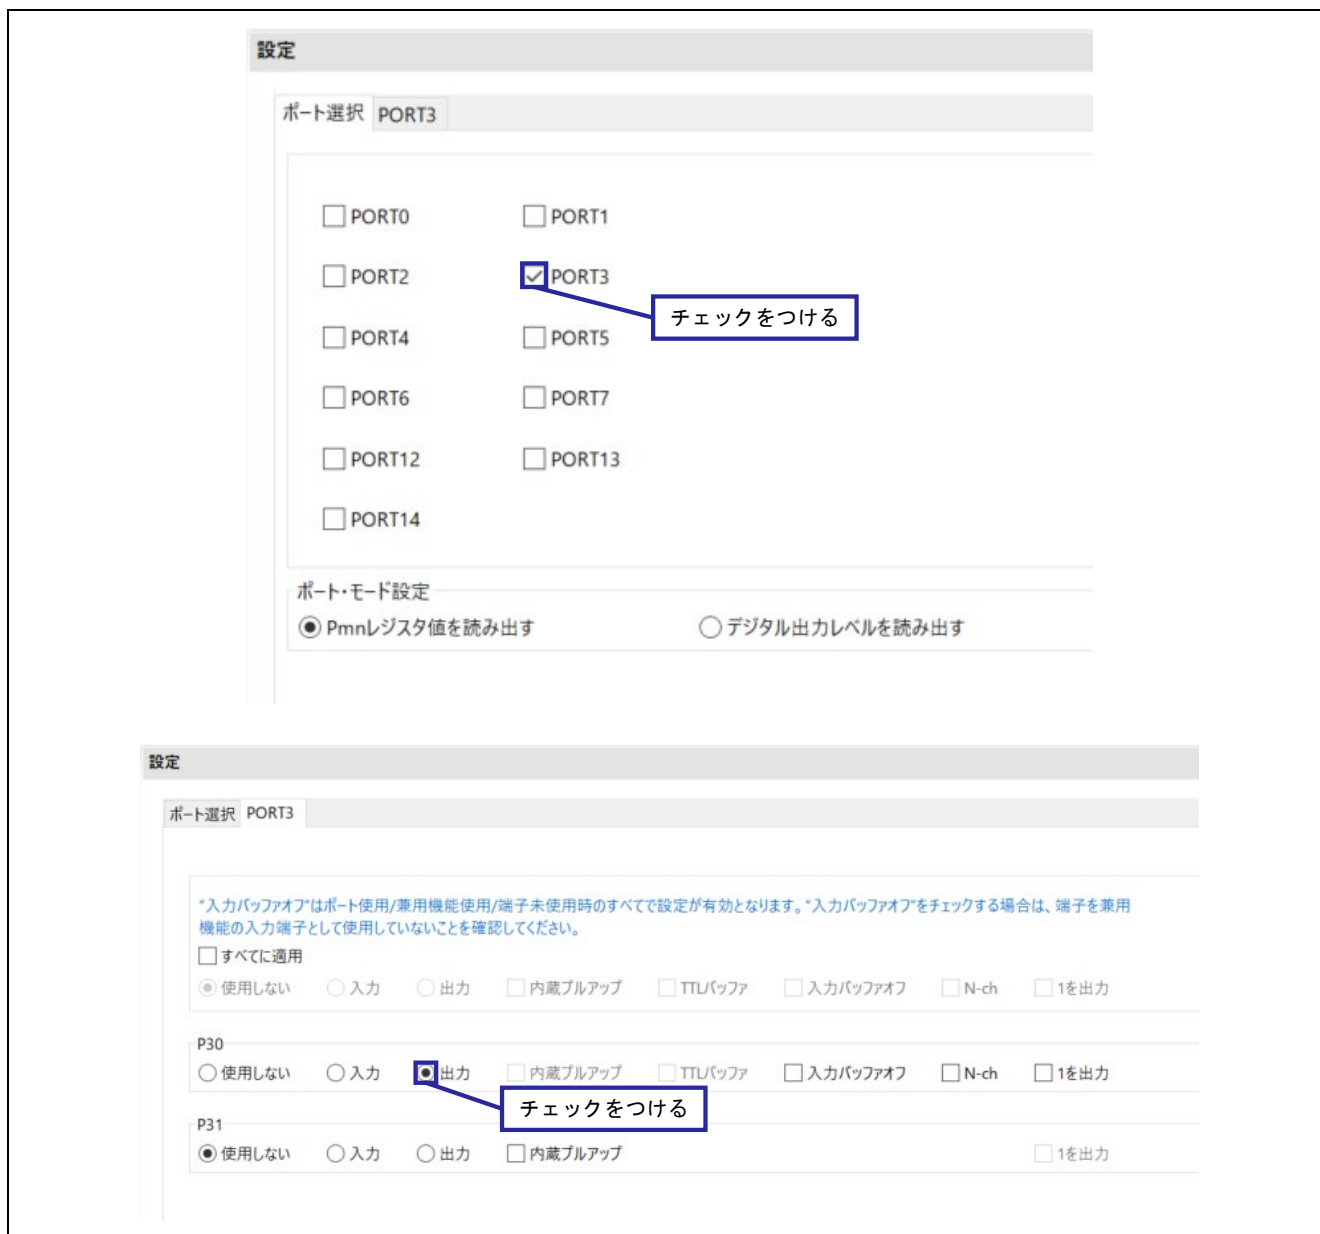 設定
ポート選択 PORT3
PORT0 PORT1
PORT2 PORT3
チェックをつける
PORT4 PORT5
PORT6 PORT7
PORT12 PORT13
PORT14
ポート・モード設定
Pmnレジスタ値を読み出す デジタル出力レベルを読み出す
設定
ポート選択 PORT3
"入力バッファオフ"はポート使用/兼用機能使用/端子未使用時のすべてで設定が有効となります。"入力バッファオフ"をチェックする場合は、端子を兼用
機能の入力端子として使用していないことを確認してください。
すべてに適用
使用しない 入力 出力 内蔵プルアップ TTLバッファ 入力バッファオフ N-ch 1を出力
P30
使用しない 入力 出力 内蔵プルアップ TTLバッファ 入力バッファオフ N-ch 1を出力
チェックをつける
P31
使用しない 入力 出力 内蔵プルアップ 1を出力